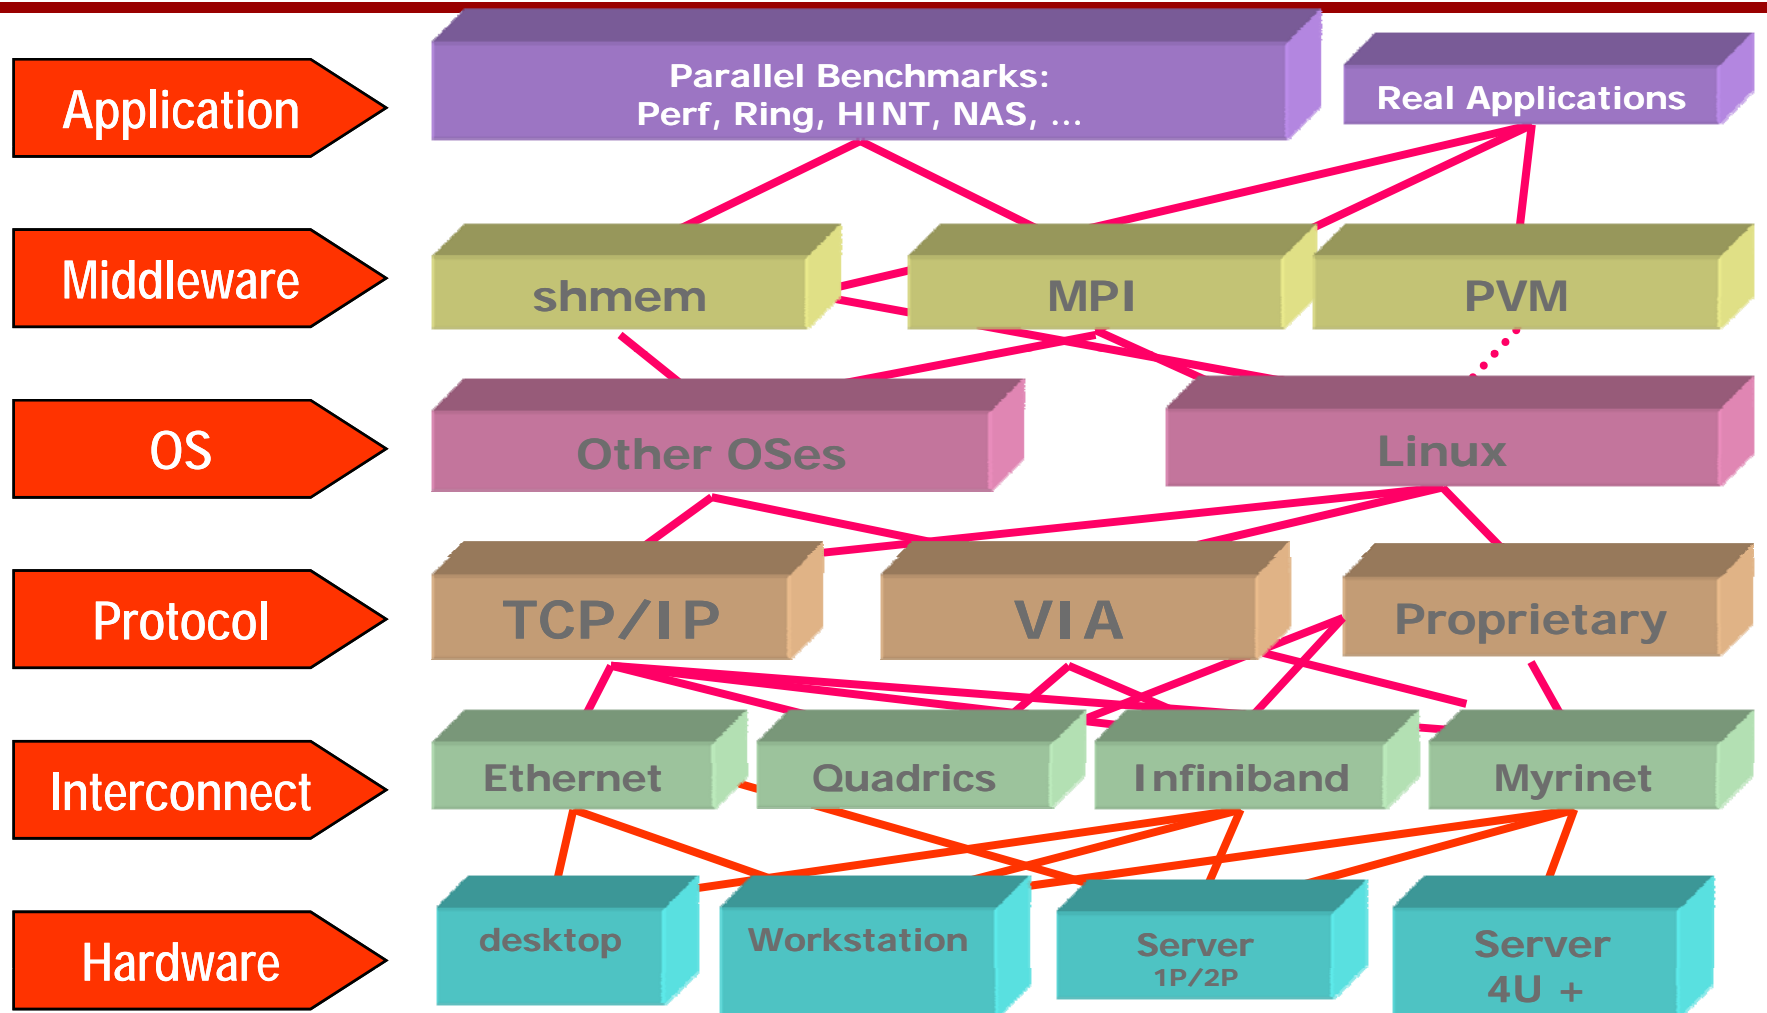 Application
Parallel Benchmarks:
Perf, Ring, HINT, NAS, ...
Real Applications
Middleware
shmem
MPI
PVM
OS
Other OSes
Linux
Protocol
TCP/IP
VIA
Proprietary
Interconnect
Ethernet
Quadrics
Infiniband
Myrinet
Hardware
desktop
Workstation
Server
1P/2P
Server
4U +